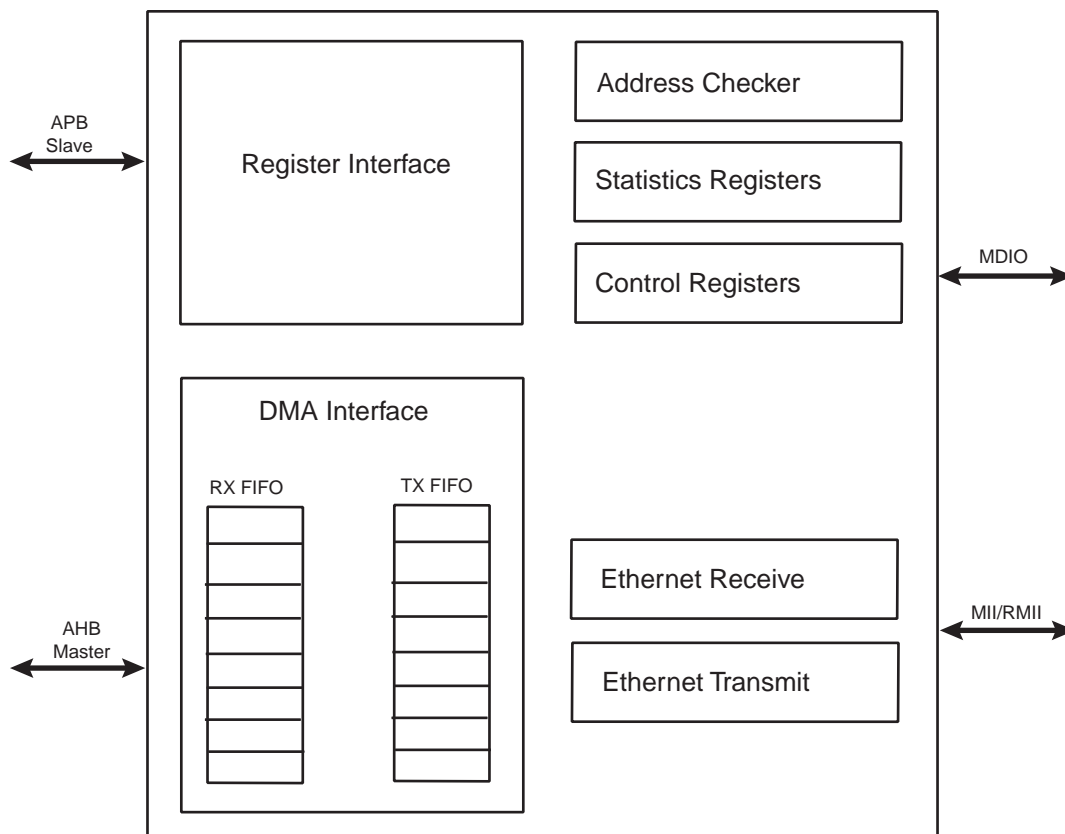 APB
Slave
Register Interface
Address Checker
Statistics Registers
Control Registers
MDIO
DMA Interface
RX FIFO
TX FIFO
AHB
Master
Ethernet Receive
Ethernet Transmit
MII/RMII